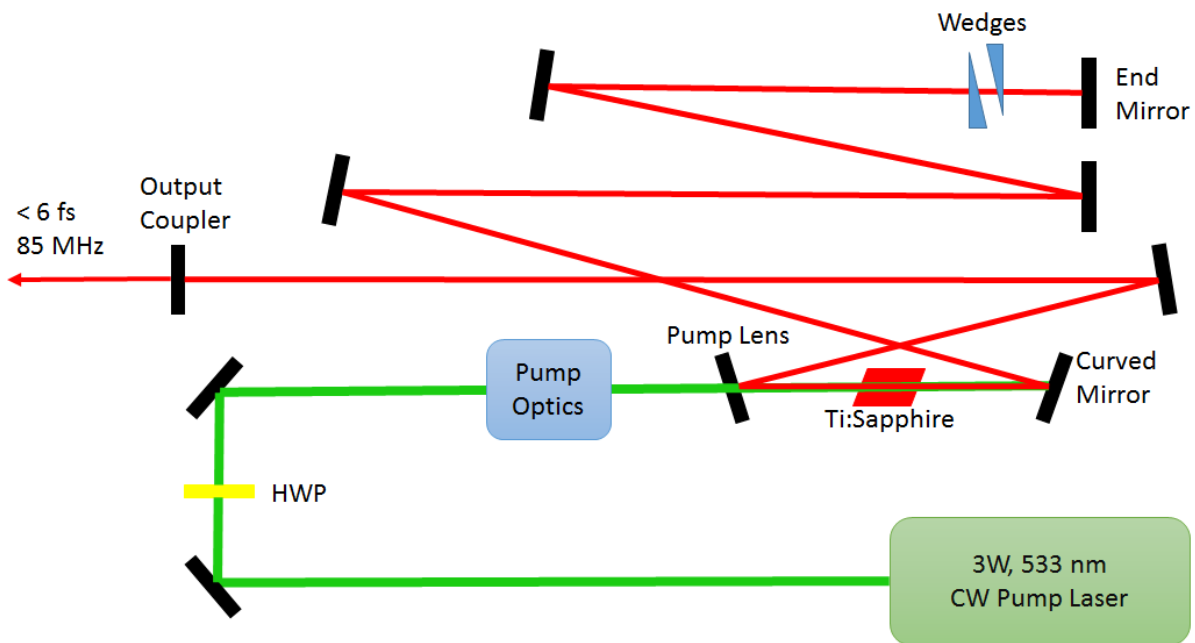 Wedges
End
Mirror
Output
Coupler
< 6 fs
85 MHz
Pump Lens
Curved
Mirror
Pump
Optics
Ti:Sapphire
HWP
3W, 533 nm
CW Pump Laser